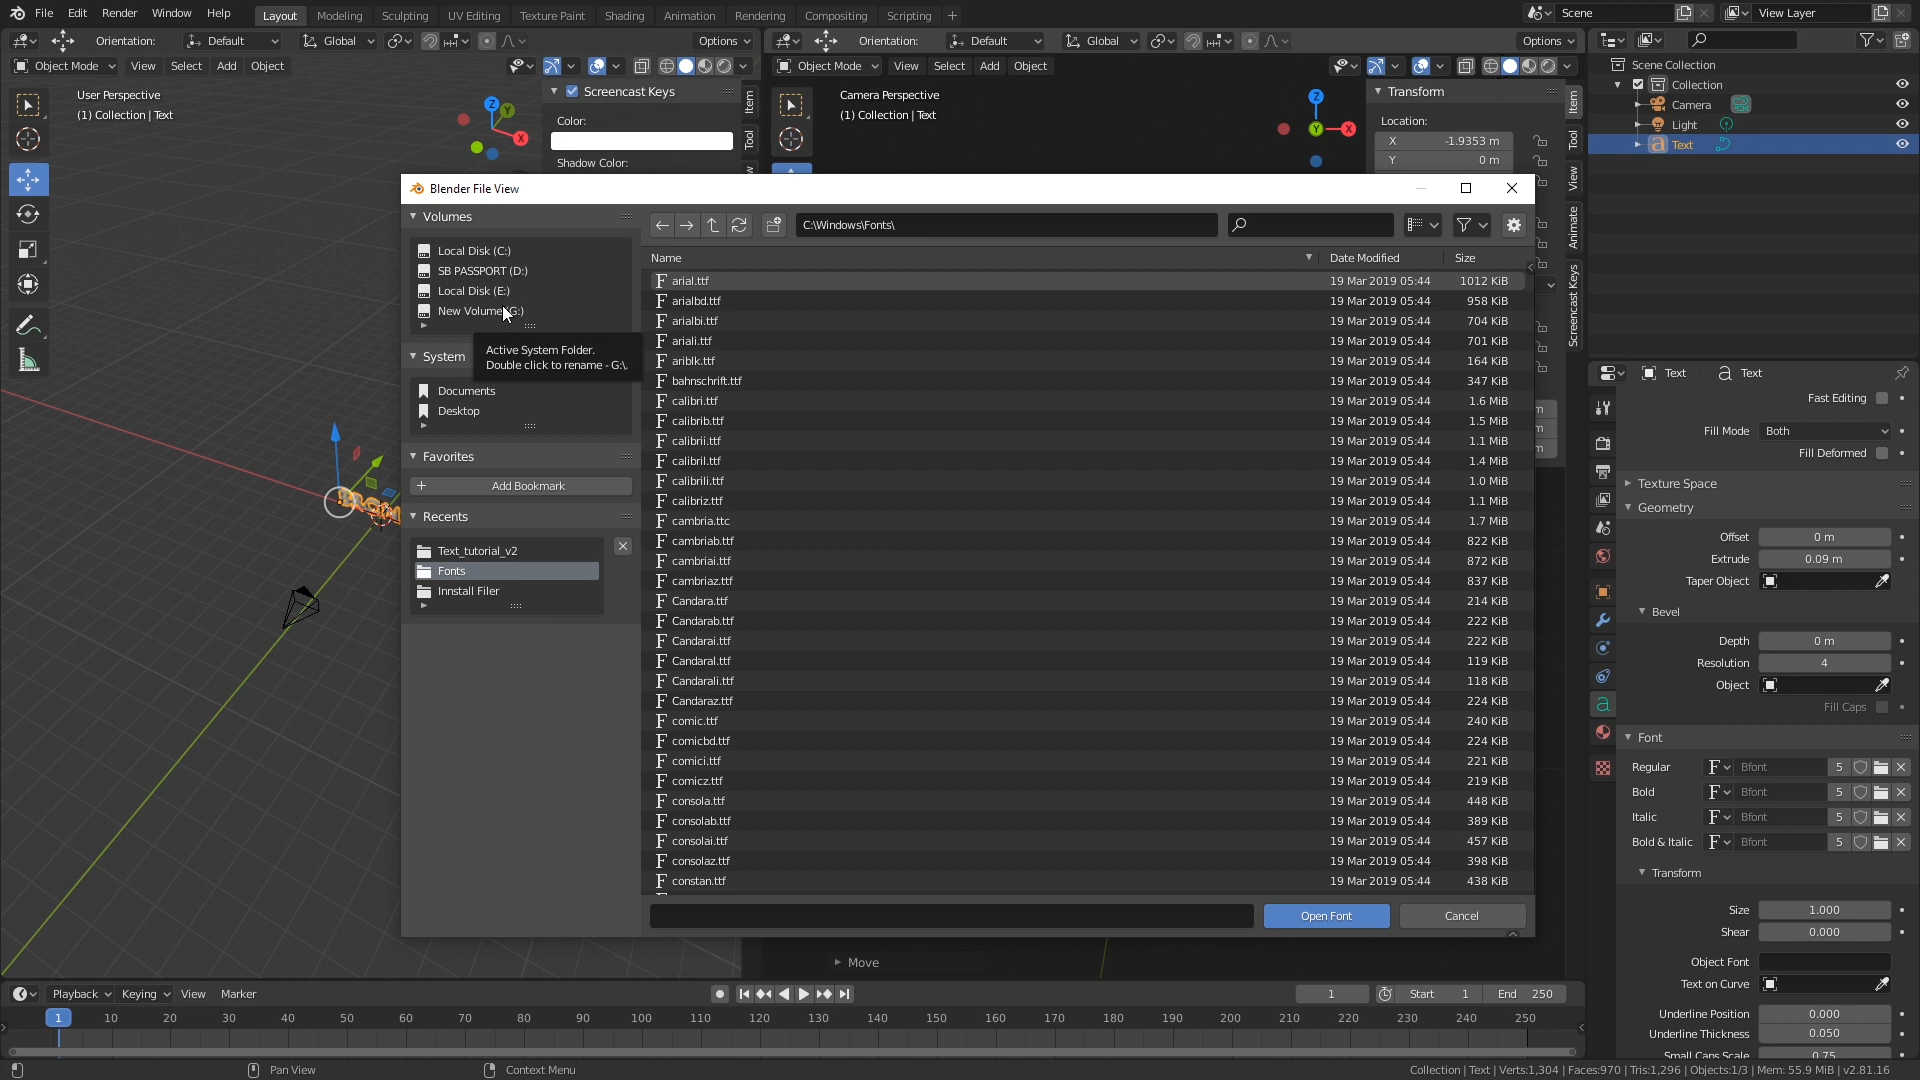 File Edit Render Window Help Layout Modeling Sculpting UV Editing Texture Paint Shading Animation Rendering Compositing Scripting + Scene View Layer
Orientation: Default Global Options Orientation: Default Global Options
Object Mode View Select Add Object Object Mode View Select Add Object
Scene Collection
Collection
Camera
Light
Text
User Perspective
(1) Collection | Text
Screencast Keys
Color:
Shadow Color:
Item
Tool
Camera Perspective
(1) Collection | Text
Transform
Location:
X -1.9353 m
Y 0 m
Item
Tool
View
Animate
Screencast Keys
Z Y X
Z Y X
Blender File View
Volumes
Local Disk (C:)
SB PASSPORT (D:)
Local Disk (E:)
New Volume (G:)
System
Active System Folder.
Double click to rename - G:\.
Documents
Desktop
Favorites
Add Bookmark
Recents
Text_tutorial_v2
Fonts
Innstall Filer
C:\Windows\Fonts\
Name Date Modified Size
arial.ttf 19 Mar 2019 05:44 1012 KiB
arialbd.ttf 19 Mar 2019 05:44 958 KiB
arialbi.ttf 19 Mar 2019 05:44 704 KiB
ariali.ttf 19 Mar 2019 05:44 701 KiB
ariblk.ttf 19 Mar 2019 05:44 164 KiB
bahnschrift.ttf 19 Mar 2019 05:44 347 KiB
calibri.ttf 19 Mar 2019 05:44 1.6 MiB
calibrib.ttf 19 Mar 2019 05:44 1.5 MiB
calibrii.ttf 19 Mar 2019 05:44 1.1 MiB
calibril.ttf 19 Mar 2019 05:44 1.4 MiB
calibrili.ttf 19 Mar 2019 05:44 1.0 MiB
calibriz.ttf 19 Mar 2019 05:44 1.1 MiB
cambria.ttc 19 Mar 2019 05:44 1.7 MiB
cambriab.ttf 19 Mar 2019 05:44 822 KiB
cambriai.ttf 19 Mar 2019 05:44 872 KiB
cambriaz.ttf 19 Mar 2019 05:44 837 KiB
Candara.ttf 19 Mar 2019 05:44 214 KiB
Candarab.ttf 19 Mar 2019 05:44 222 KiB
Candarai.ttf 19 Mar 2019 05:44 222 KiB
Candaral.ttf 19 Mar 2019 05:44 119 KiB
Candarali.ttf 19 Mar 2019 05:44 118 KiB
Candaraz.ttf 19 Mar 2019 05:44 224 KiB
comic.ttf 19 Mar 2019 05:44 240 KiB
comicbd.ttf 19 Mar 2019 05:44 224 KiB
comici.ttf 19 Mar 2019 05:44 221 KiB
comicz.ttf 19 Mar 2019 05:44 219 KiB
consola.ttf 19 Mar 2019 05:44 448 KiB
consolab.ttf 19 Mar 2019 05:44 389 KiB
consolai.ttf 19 Mar 2019 05:44 457 KiB
consolaz.ttf 19 Mar 2019 05:44 398 KiB
constan.ttf 19 Mar 2019 05:44 438 KiB
Open Font Cancel
Text Text
Fast Editing
Fill Mode Both
Fill Deformed
Texture Space
Geometry
Offset 0 m
Extrude 0.09 m
Taper Object
Bevel
Depth 0 m
Resolution 4
Object
Fill Caps
Font
Regular Bfont 5
Bold Bfont 5
Italic Bfont 5
Bold & Italic Bfont 5
Transform
Size 1.000
Shear 0.000
Object Font
Text on Curve
Underline Position 0.000
Underline Thickness 0.050
Small Caps Scale 0.75
Move
Playback Keying View Marker 1 Start 1 End 250
1 10 20 30 40 50 60 70 80 90 100 110 120 130 140 150 160 170 180 190 200 210 220 230 240 250
Pan View Context Menu Collection | Text | Verts:1,304 | Faces:970 | Tris:1,296 | Objects:1/3 | Mem: 55.9 MiB | v2.81.16